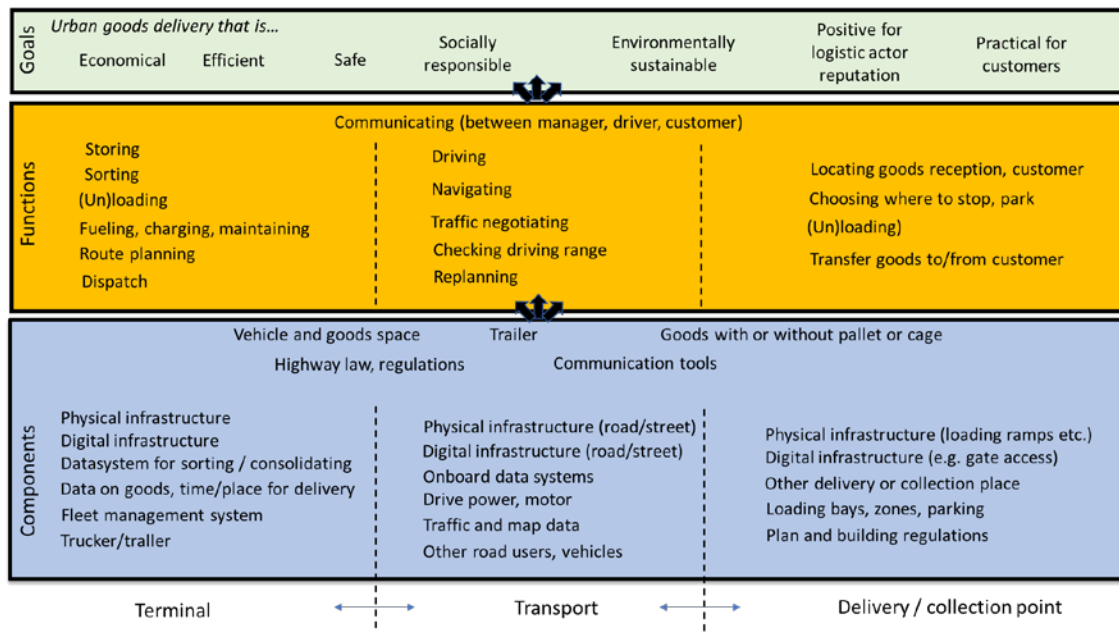 Goals
Urban goods delivery that is...
Economical
Efficient
Safe
Socially
responsible
Environmentally
sustainable
Positive for
logistic actor
reputation
Practical for
customers
Functions
Communicating (between manager, driver, customer)
Storing
Sorting
(Un)loading
Fueling, charging, maintaining
Route planning
Dispatch
Driving
Navigating
Traffic negotiating
Checking driving range
Replanning
Locating goods reception, customer
Choosing where to stop, park
(Un)loading)
Transfer goods to/from customer
Components
Vehicle and goods space
Trailer
Goods with or without pallet or cage
Highway law, regulations
Communication tools
Physical infrastructure
Digital infrastructure
Datasystem for sorting / consolidating
Data on goods, time/place for delivery
Fleet management system
Trucker/traller
Physical infrastructure (road/street)
Digital infrastructure (road/street)
Onboard data systems
Drive power, motor
Traffic and map data
Other road users, vehicles
Physical infrastructure (loading ramps etc.)
Digital infrastructure (e.g. gate access)
Other delivery or collection place
Loading bays, zones, parking
Plan and building regulations
Terminal
Transport
Delivery / collection point